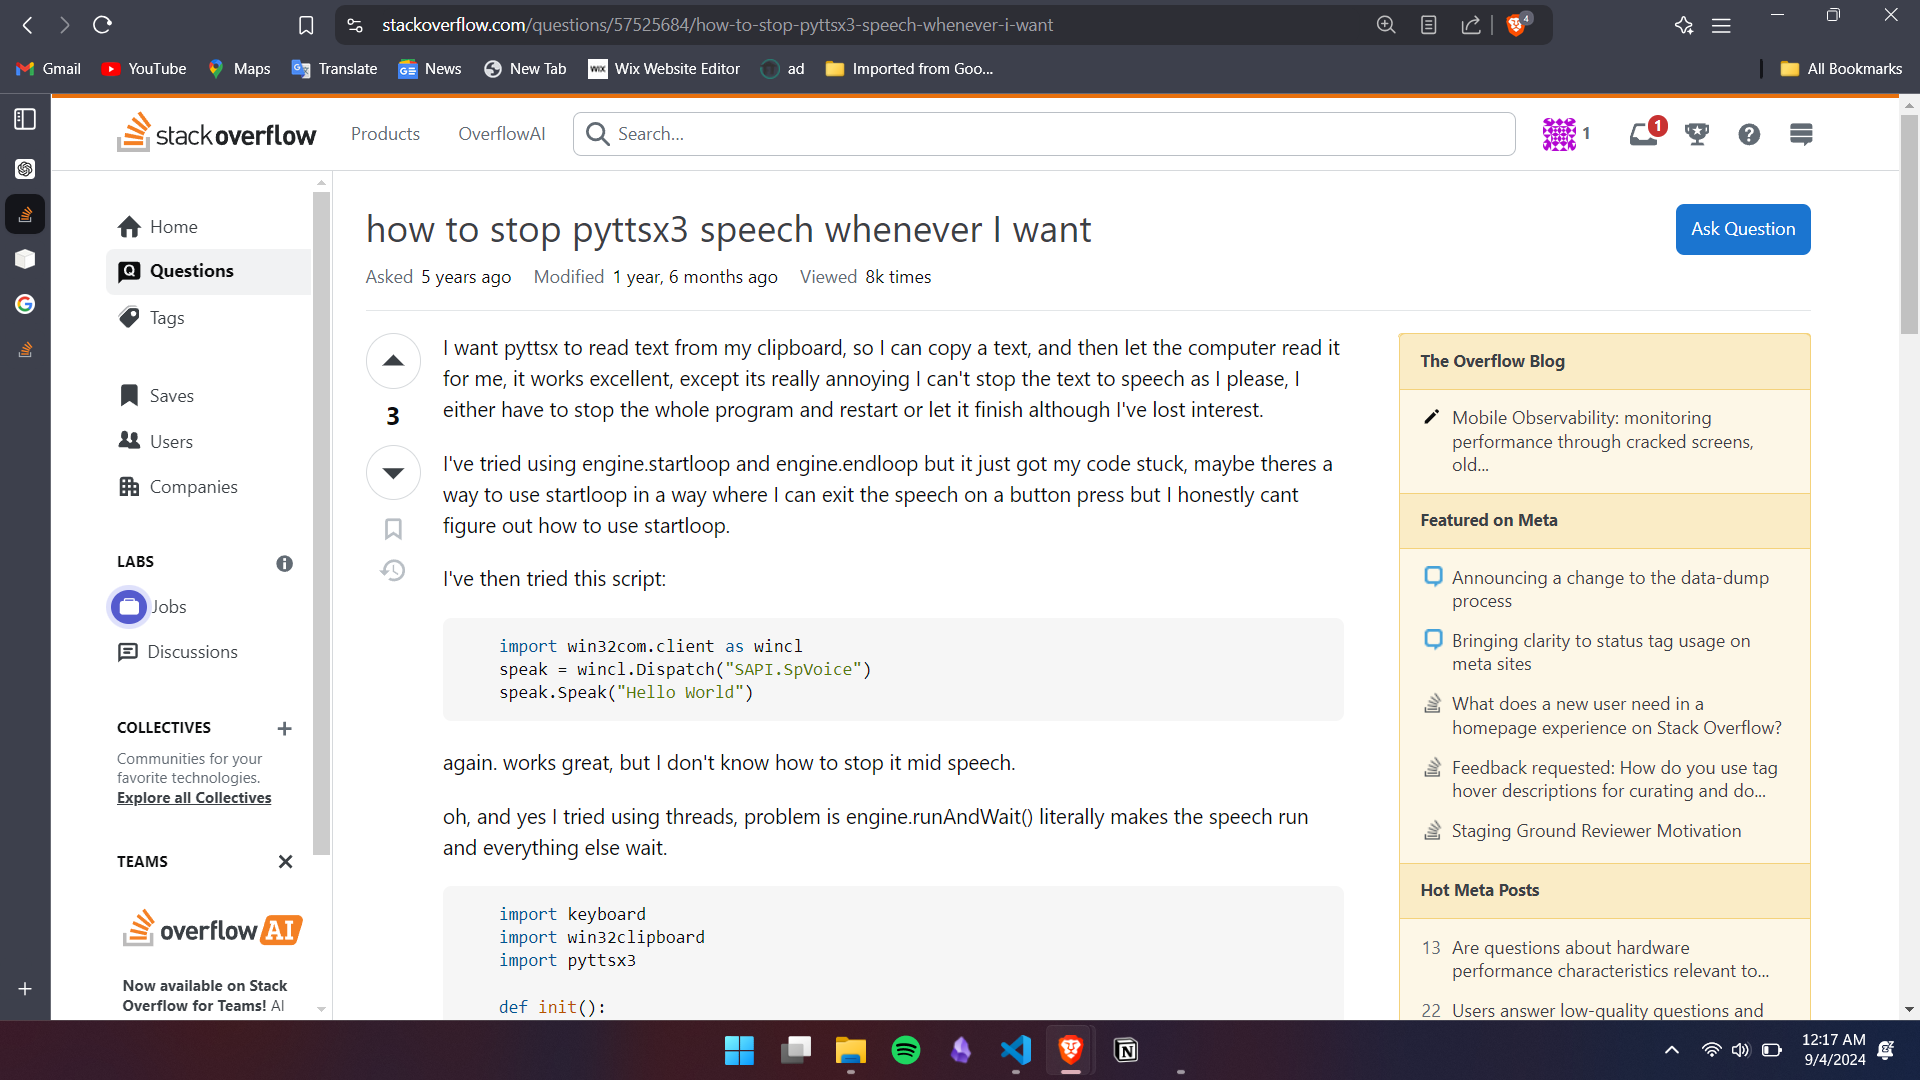 stackoverflow.com/questions/57525684/how-to-stop-pyttsx3-speech-whenever-i-want
4
Gmail YouTube Maps Translate News New Tab Wix Website Editor ad Imported from Goo... All Bookmarks
stackoverflow Products OverflowAI Search... 1 1
Home
Questions
Tags
Saves
Users
Companies
LABS
Jobs
Discussions
COLLECTIVES
Communities for your
favorite technologies.
Explore all Collectives
TEAMS
overflow AI
Now available on Stack
Overflow for Teams! AI
how to stop pyttsx3 speech whenever I want
Ask Question
Asked 5 years ago Modified 1 year, 6 months ago Viewed 8k times
3
I want pyttsx to read text from my clipboard, so I can copy a text, and then let the computer read it
for me, it works excellent, except its really annoying I can't stop the text to speech as I please, I
either have to stop the whole program and restart or let it finish although I've lost interest.
I've tried using engine.startloop and engine.endloop but it just got my code stuck, maybe theres a
way to use startloop in a way where I can exit the speech on a button press but I honestly cant
figure out how to use startloop.
I've then tried this script:
import win32com.client as wincl
speak = wincl.Dispatch("SAPI.SpVoice")
speak.Speak("Hello World")
again. works great, but I don't know how to stop it mid speech.
oh, and yes I tried using threads, problem is engine.runAndWait() literally makes the speech run
and everything else wait.
import keyboard
import win32clipboard
import pyttsx3
def init():
The Overflow Blog
Mobile Observability: monitoring
performance through cracked screens,
old...
Featured on Meta
Announcing a change to the data-dump
process
Bringing clarity to status tag usage on
meta sites
What does a new user need in a
homepage experience on Stack Overflow?
Feedback requested: How do you use tag
hover descriptions for curating and do...
Staging Ground Reviewer Motivation
Hot Meta Posts
13 Are questions about hardware
performance characteristics relevant to...
22 Users answer low-quality questions and
12:17 AM
9/4/2024